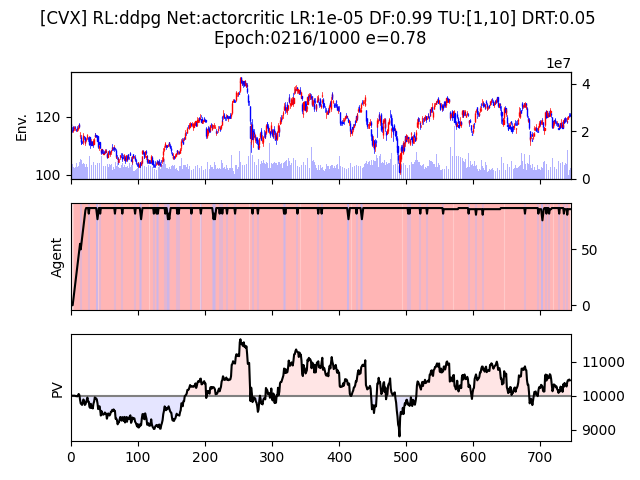 [CVX] RL:ddpg Net:actorcritic LR:1e-05 DF:0.99 TU:[1,10] DRT:0.05
Epoch:0216/1000 e=0.78
1e7
Env.
120
100
4
2
0
Agent
50
0
PV
11000
10000
9000
0 100 200 300 400 500 600 700